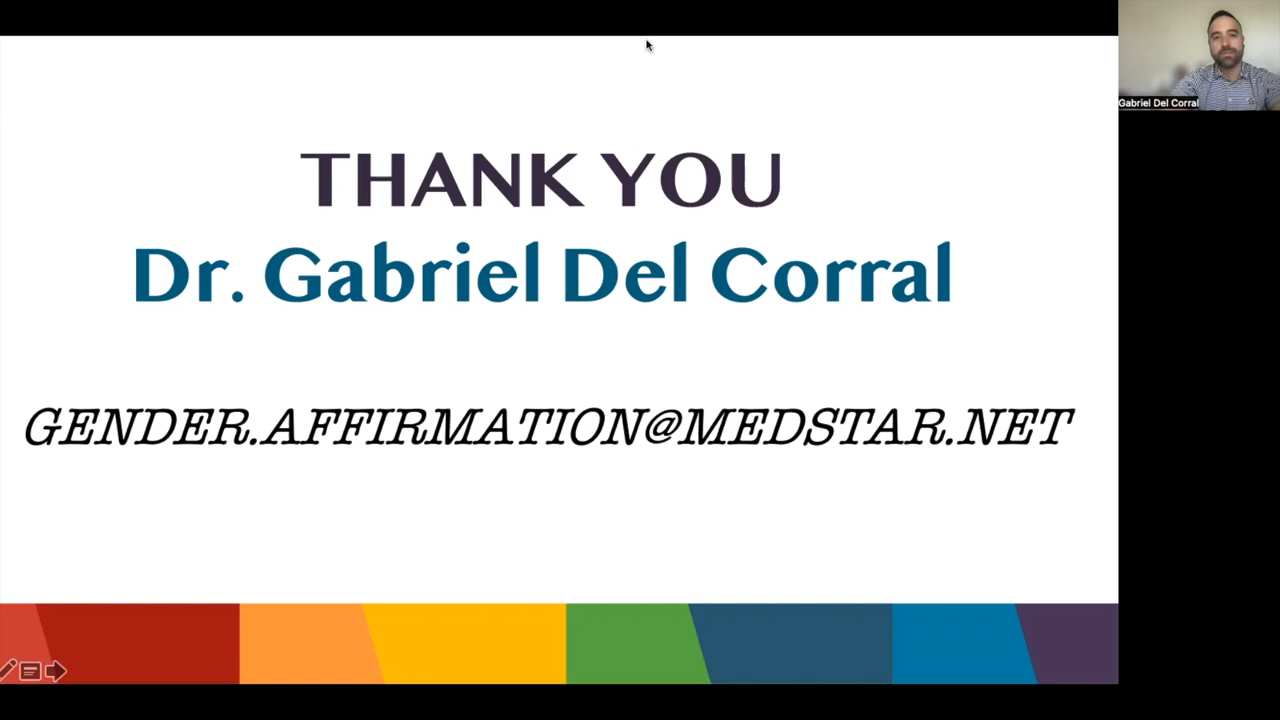 Gabriel Del Corral
THANK YOU
Dr. Gabriel Del Corral
GENDER.AFFIRMATION@MEDSTAR.NET